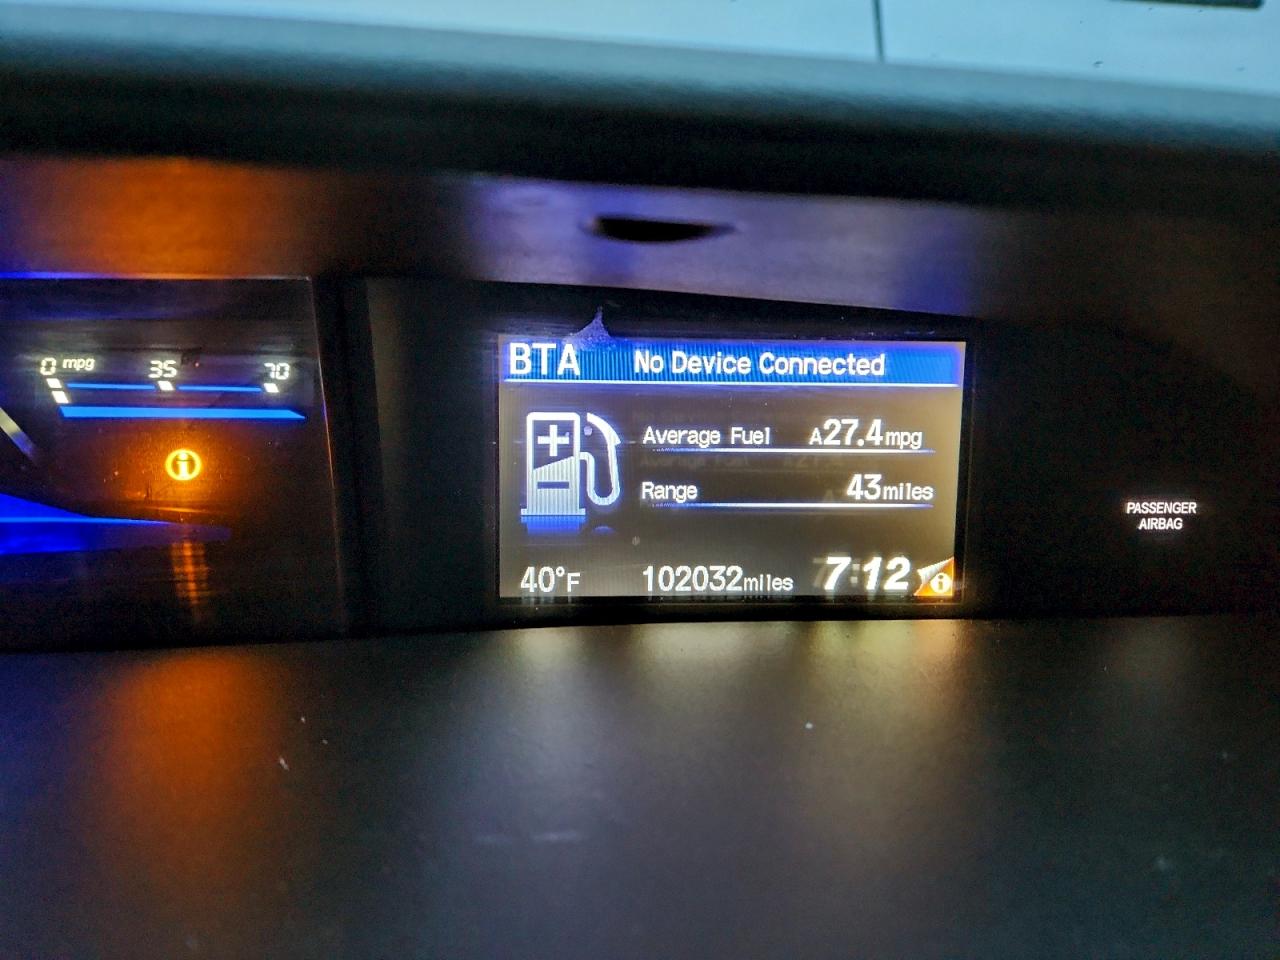 0 mpg 35 70
BTA No Device Connected
Average Fuel A27.4mpg
Range 43miles
40°F 102032miles 7:12
PASSENGER
AIRBAG